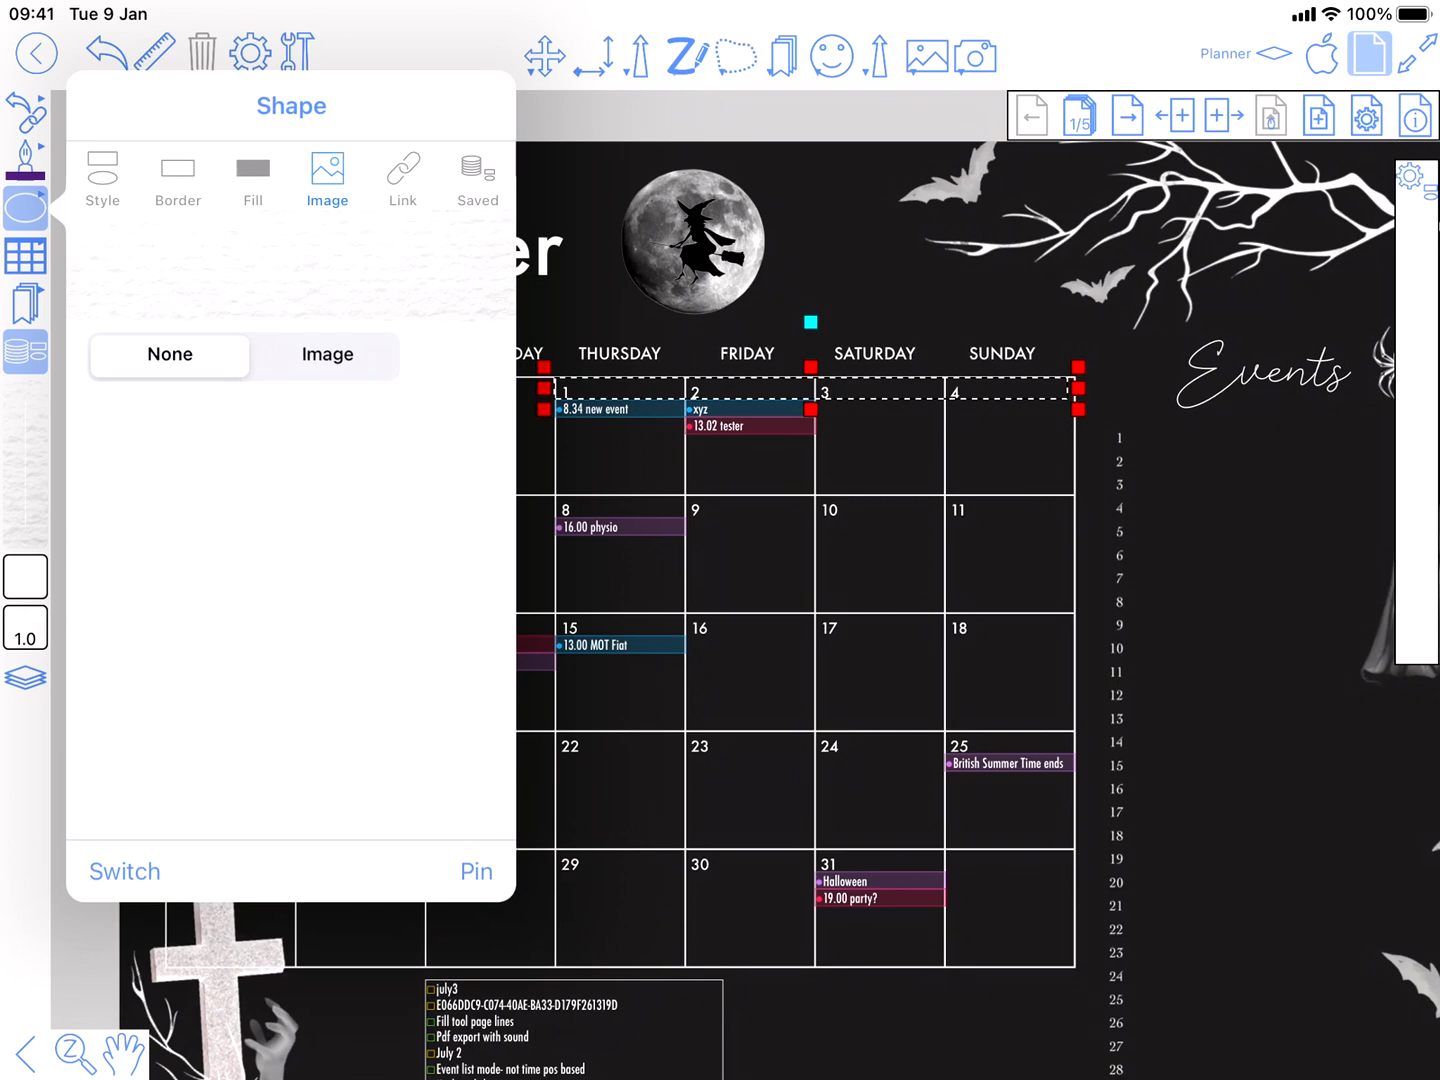 09:41 Tue 9 Jan
100%
Planner
Shape
1/5
Style Border Fill Image Link Saved
er
None Image
DAY THURSDAY FRIDAY SATURDAY SUNDAY
Events
1 2 3 4
8.34 new event xyz
13.02 tester
8 9 10 11
16.00 physio
15 16 17 18
13.00 MOT Fiat
22 23 24 25
British Summer Time ends
29 30 31
Halloween
19.00 party?
1.0
Switch Pin
1
2
3
4
5
6
7
8
9
10
11
12
13
14
15
16
17
18
19
20
21
22
23
24
25
26
27
28
july3
E066DDC9-C074-40AE-BA33-D179F261319D
Fill tool page lines
Pdf export with sound
July 2
Event list mode- not time pos based